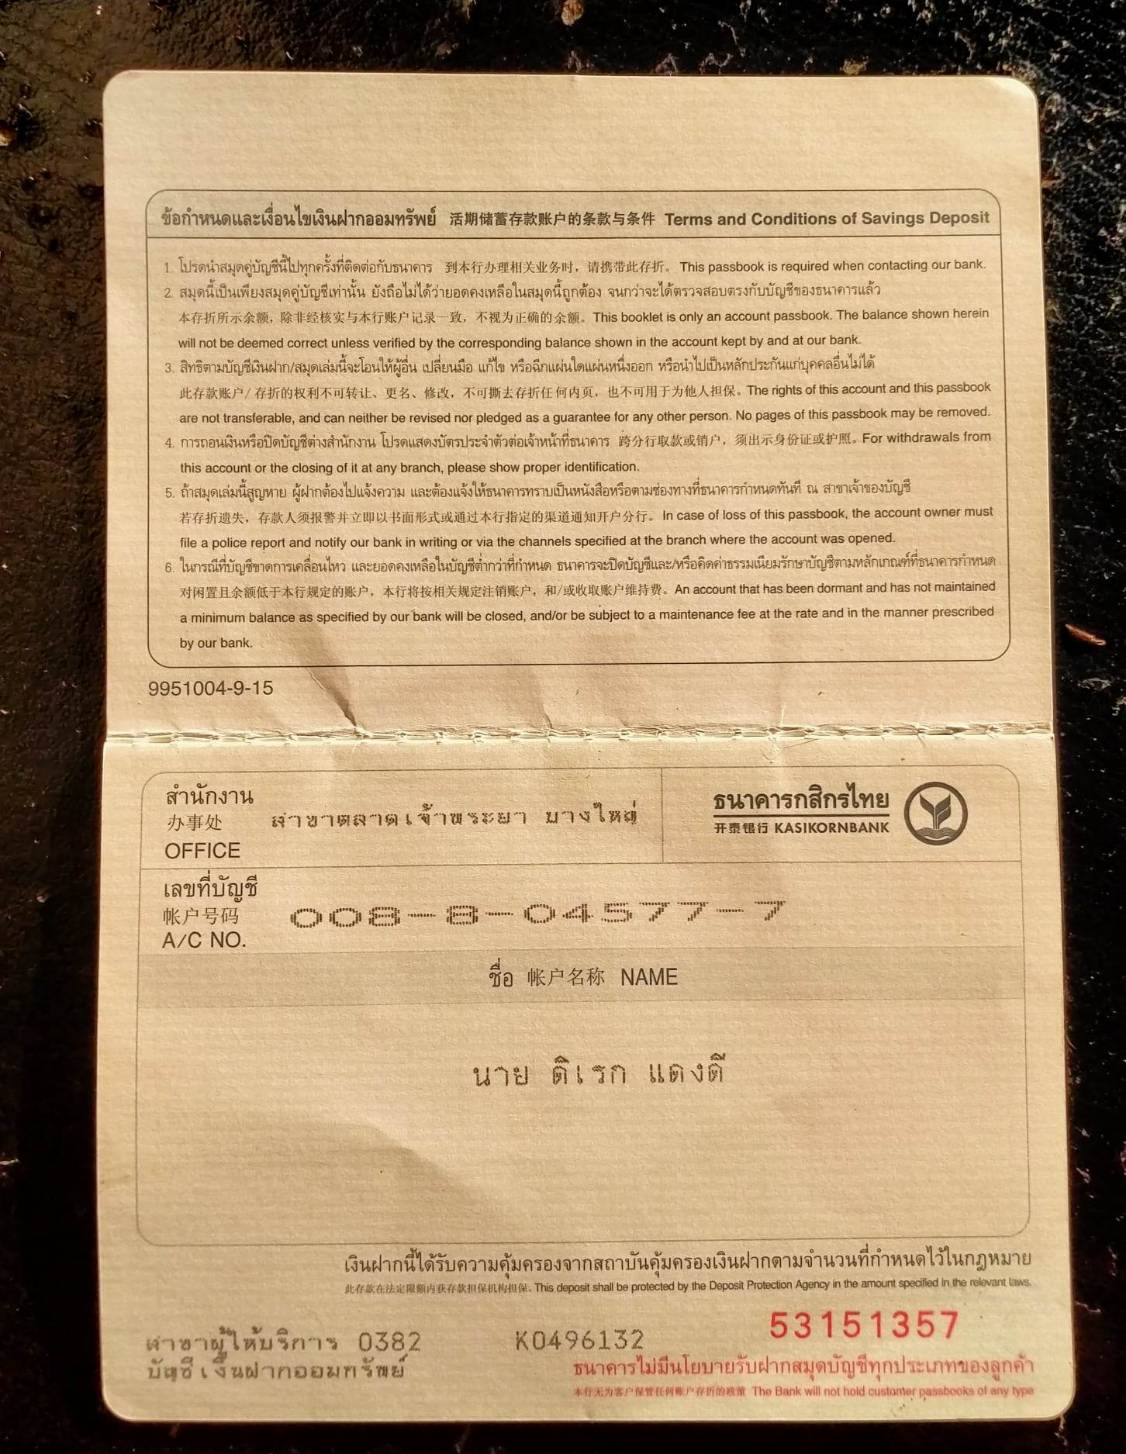 ข้อกำหนดและเงื่อนไขเงินฝากออมทรัพย์ 活期储蓄存款账户的条款与条件 Terms and Conditions of Savings Deposit
1. โปรดนำสมุดคู่บัญชีนี้ไปทุกครั้งที่ติดต่อกับธนาคาร 到本行办理相关业务时，请携带此存折。 This passbook is required when contacting our bank.
2. สมุดนี้เป็นเพียงสมุดคู่บัญชีเท่านั้น ยังถือไม่ได้ว่ายอดคงเหลือในสมุดนี้ถูกต้อง จนกว่าจะได้ตรวจสอบตรงกับบัญชีของธนาคารแล้ว
本存折所示余额，除非经核实与本行账户记录一致，不视为正确的余额。This booklet is only an account passbook. The balance shown herein
will not be deemed correct unless verified by the corresponding balance shown in the account kept by and at our bank.
3. สิทธิตามบัญชีเงินฝาก/สมุดเล่มนี้จะโอนให้ผู้อื่น เปลี่ยนมือ แก้ไข หรือฉีกแผ่นใดแผ่นหนึ่งออก หรือนำไปเป็นหลักประกันแก่บุคคลอื่นไม่ได้
此存款账户/ 存折的权利不可转让、更名、修改，不可撕去存折任何内页，也不可用于为他人担保。The rights of this account and this passbook
are not transferable, and can neither be revised nor pledged as a guarantee for any other person. No pages of this passbook may be removed.
4. การถอนเงินหรือปิดบัญชีต่างสำนักงาน โปรดแสดงบัตรประจำตัวต่อเจ้าหน้าที่ธนาคาร 跨分行取款或销户，须出示身份证或护照。For withdrawals from
this account or the closing of it at any branch, please show proper identification.
5. ถ้าสมุดเล่มนี้สูญหาย ผู้ฝากต้องไปแจ้งความ และต้องแจ้งให้ธนาคารทราบเป็นหนังสือหรือตามช่องทางที่ธนาคารกำหนดทันที ณ สาขาเจ้าของบัญชี
若存折遗失，存款人须报警并立即以书面形式或通过本行指定的渠道通知开户分行。In case of loss of this passbook, the account owner must
file a police report and notify our bank in writing or via the channels specified at the branch where the account was opened.
6. ในกรณีที่บัญชีขาดการเคลื่อนไหว และยอดคงเหลือในบัญชีต่ำกว่าที่กำหนด ธนาคารจะปิดบัญชีและ/หรือคิดค่าธรรมเนียมรักษาบัญชีตามหลักเกณฑ์ที่ธนาคารกำหนด
对闲置且余额低于本行规定的账户，本行将按相关规定注销账户，和/或收取账户维持费。An account that has been dormant and has not maintained
a minimum balance as specified by our bank will be closed, and/or be subject to a maintenance fee at the rate and in the manner prescribed
by our bank.
9951004-9-15
สำนักงาน
办事处 สาขาตลาดเจ้าพระยา บางใหญ่
OFFICE
ธนาคารกสิกรไทย
开泰银行 KASIKORNBANK
เลขที่บัญชี
帐户号码 008-8-04577-7
A/C NO.
ชื่อ 帐户名称 NAME
นาย ดิเรก แดงดี
เงินฝากนี้ได้รับความคุ้มครองจากสถาบันคุ้มครองเงินฝากตามจำนวนที่กำหนดไว้ในกฎหมาย
此存款在法定限额内获存款担保机构担保. This deposit shall be protected by the Deposit Protection Agency in the amount specified in the relevant laws.
53151357
สาขาผู้ให้บริการ 0382 K0496132
บัญชีเงินฝากออมทรัพย์
ธนาคารไม่มีนโยบายรับฝากสมุดบัญชีทุกประเภทของลูกค้า
本行无为客户保管任何账户存折的政策 The Bank will not hold customer passbooks of any type